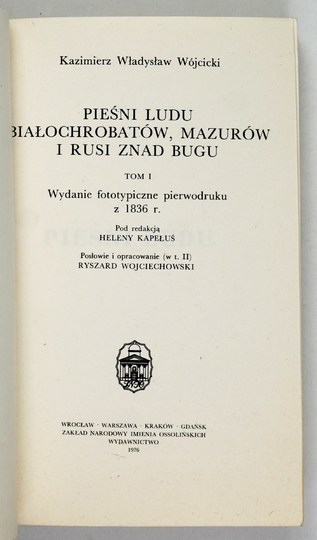 Kazimierz Władysław Wójcicki
PIEŚNI LUDU
BIAŁOCHROBATÓW, MAZURÓW
I RUSI ZNAD BUGU
TOM I
Wydanie fototypiczne pierwodruku
z 1836 r.
Pod redakcją
HELENY KAPEŁUŚ
Posłowie i opracowanie (w t. II)
RYSZARD WOJCIECHOWSKI
WROCŁAW · WARSZAWA · KRAKÓW · GDAŃSK
ZAKŁAD NARODOWY IMIENIA OSSOLIŃSKICH
WYDAWNICTWO
1976